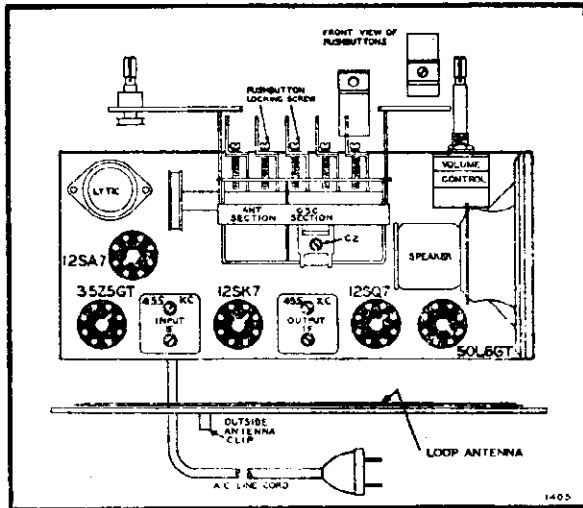 FRONT VIEW OF
PUSHBUTTONS
PUSHBUTTON
LOCKING SCREW
VOLUME
CONTROL
LYTIC
ANT
SECTION
OSC
SECTION
C2
SPEAKER
12SA7
35Z5GT
455 KC
INPUT
IF
12SK7
455 KC
OUTPUT
IF
12SQ7
50L6GT
OUTSIDE
ANTENNA
CLIP
LOOP ANTENNA
A C LINE CORD
1405